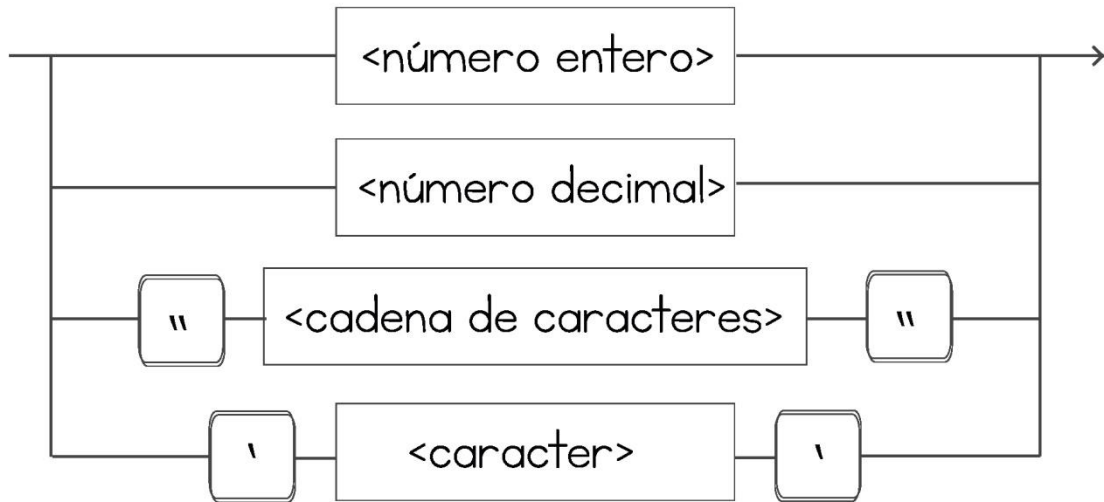 <número entero>
<número decimal>
" <cadena de caracteres> "
' <caracter> '